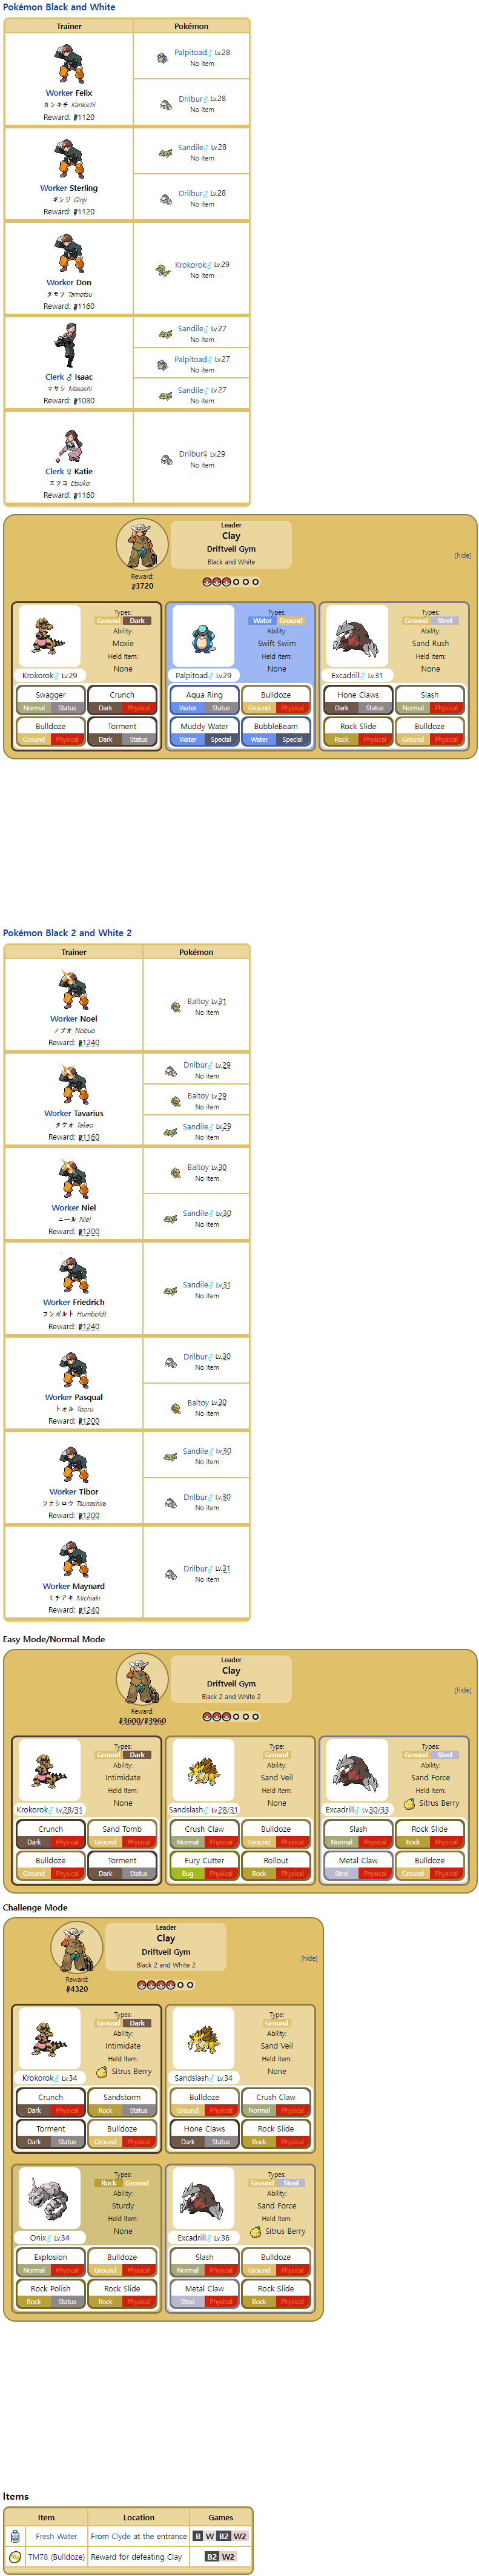 Pokémon Black and White
Trainer Pokémon
Palpitoad♂ Lv.28
No item
Worker Felix
カンキチ Kankichi
Reward: 1120
Drilbur♂ Lv.28
No item
Sandile♂ Lv.28
No item
Worker Sterling
ギンジ Ginji
Reward: 1120
Drilbur♂ Lv.28
No item
Worker Don
タモツ Tamotsu
Reward: 1160
Krokorok♂ Lv.29
No item
Sandile♂ Lv.27
No item
Palpitoad♂ Lv.27
No item
Clerk ♂ Isaac
マサシ Masashi
Reward: 1080
Sandile♂ Lv.27
No item
Clerk ♀ Katie
エツコ Etsuko
Reward: 1160
Drilbur♀ Lv.29
No item
Leader
Clay
Driftveil Gym
Black and White
[hide]
Reward:
3720
Types:
Ground Dark
Ability:
Moxie
Held item:
None
Krokorok♂ Lv.29
Swagger
Normal Status
Crunch
Dark Physical
Bulldoze
Ground Physical
Torment
Dark Status
Types:
Water Ground
Ability:
Swift Swim
Held item:
None
Palpitoad♂ Lv.29
Aqua Ring
Water Status
Bulldoze
Ground Physical
Muddy Water
Water Special
BubbleBeam
Water Special
Types:
Ground Steel
Ability:
Sand Rush
Held item:
None
Excadrill♂ Lv.31
Hone Claws
Dark Status
Slash
Normal Physical
Rock Slide
Rock Physical
Bulldoze
Ground Physical
Pokémon Black 2 and White 2
Trainer Pokémon
Worker Noel
ノブオ Nobuo
Reward: 1240
Baltoy Lv.31
No item
Drilbur♂ Lv.29
No item
Baltoy Lv.29
No item
Worker Tavarius
タケオ Takeo
Reward: 1160
Sandile♂ Lv.29
No item
Baltoy Lv.30
No item
Worker Niel
ニール Niel
Reward: 1200
Sandile♂ Lv.30
No item
Worker Friedrich
フンボルト Humboldt
Reward: 1240
Sandile♂ Lv.31
No item
Drilbur♂ Lv.30
No item
Worker Pasqual
トオル Tooru
Reward: 1200
Baltoy Lv.30
No item
Sandile♂ Lv.30
No item
Worker Tibor
ツナシロウ Tsunashirō
Reward: 1200
Drilbur♂ Lv.30
No item
Worker Maynard
ミチアキ Michiaki
Reward: 1240
Drilbur♂ Lv.31
No item
Easy Mode/Normal Mode
Leader
Clay
Driftveil Gym
Black 2 and White 2
[hide]
Reward:
3600/3960
Types:
Ground Dark
Ability:
Intimidate
Held item:
None
Krokorok♂ Lv.28/31
Crunch
Dark Physical
Sand Tomb
Ground Physical
Bulldoze
Ground Physical
Torment
Dark Status
Type:
Ground
Ability:
Sand Veil
Held item:
None
Sandslash♂ Lv.28/31
Crush Claw
Normal Physical
Bulldoze
Ground Physical
Fury Cutter
Bug Physical
Rollout
Rock Physical
Types:
Ground Steel
Ability:
Sand Force
Held item:
Sitrus Berry
Excadrill♂ Lv.30/33
Slash
Normal Physical
Rock Slide
Rock Physical
Metal Claw
Steel Physical
Bulldoze
Ground Physical
Challenge Mode
Leader
Clay
Driftveil Gym
Black 2 and White 2
[hide]
Reward:
4320
Types:
Ground Dark
Ability:
Intimidate
Held item:
Sitrus Berry
Krokorok♂ Lv.34
Crunch
Dark Physical
Sandstorm
Rock Status
Torment
Dark Status
Bulldoze
Ground Physical
Type:
Ground
Ability:
Sand Veil
Held item:
None
Sandslash♂ Lv.34
Bulldoze
Ground Physical
Crush Claw
Normal Physical
Hone Claws
Dark Status
Rock Slide
Rock Physical
Types:
Rock Ground
Ability:
Sturdy
Held item:
None
Onix♂ Lv.34
Explosion
Normal Physical
Bulldoze
Ground Physical
Rock Polish
Rock Status
Rock Slide
Rock Physical
Types:
Ground Steel
Ability:
Sand Force
Held item:
Sitrus Berry
Excadrill♂ Lv.36
Slash
Normal Physical
Bulldoze
Ground Physical
Metal Claw
Steel Physical
Rock Slide
Rock Physical
Items
Item Location Games
Fresh Water From Clyde at the entrance B W B2 W2
TM78 (Bulldoze) Reward for defeating Clay B2 W2